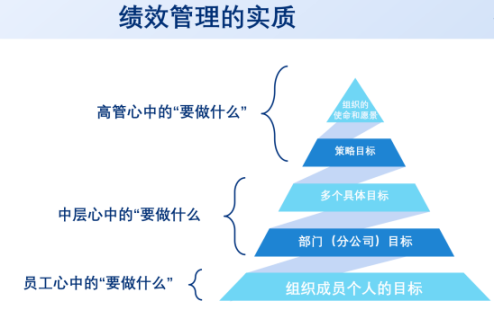 绩效管理的实质
组织的
使命和愿景
高管心中的“要做什么”
策略目标
多个具体目标
中层心中的“要做什么
部门（分公司）目标
员工心中的“要做什么”
组织成员个人的目标